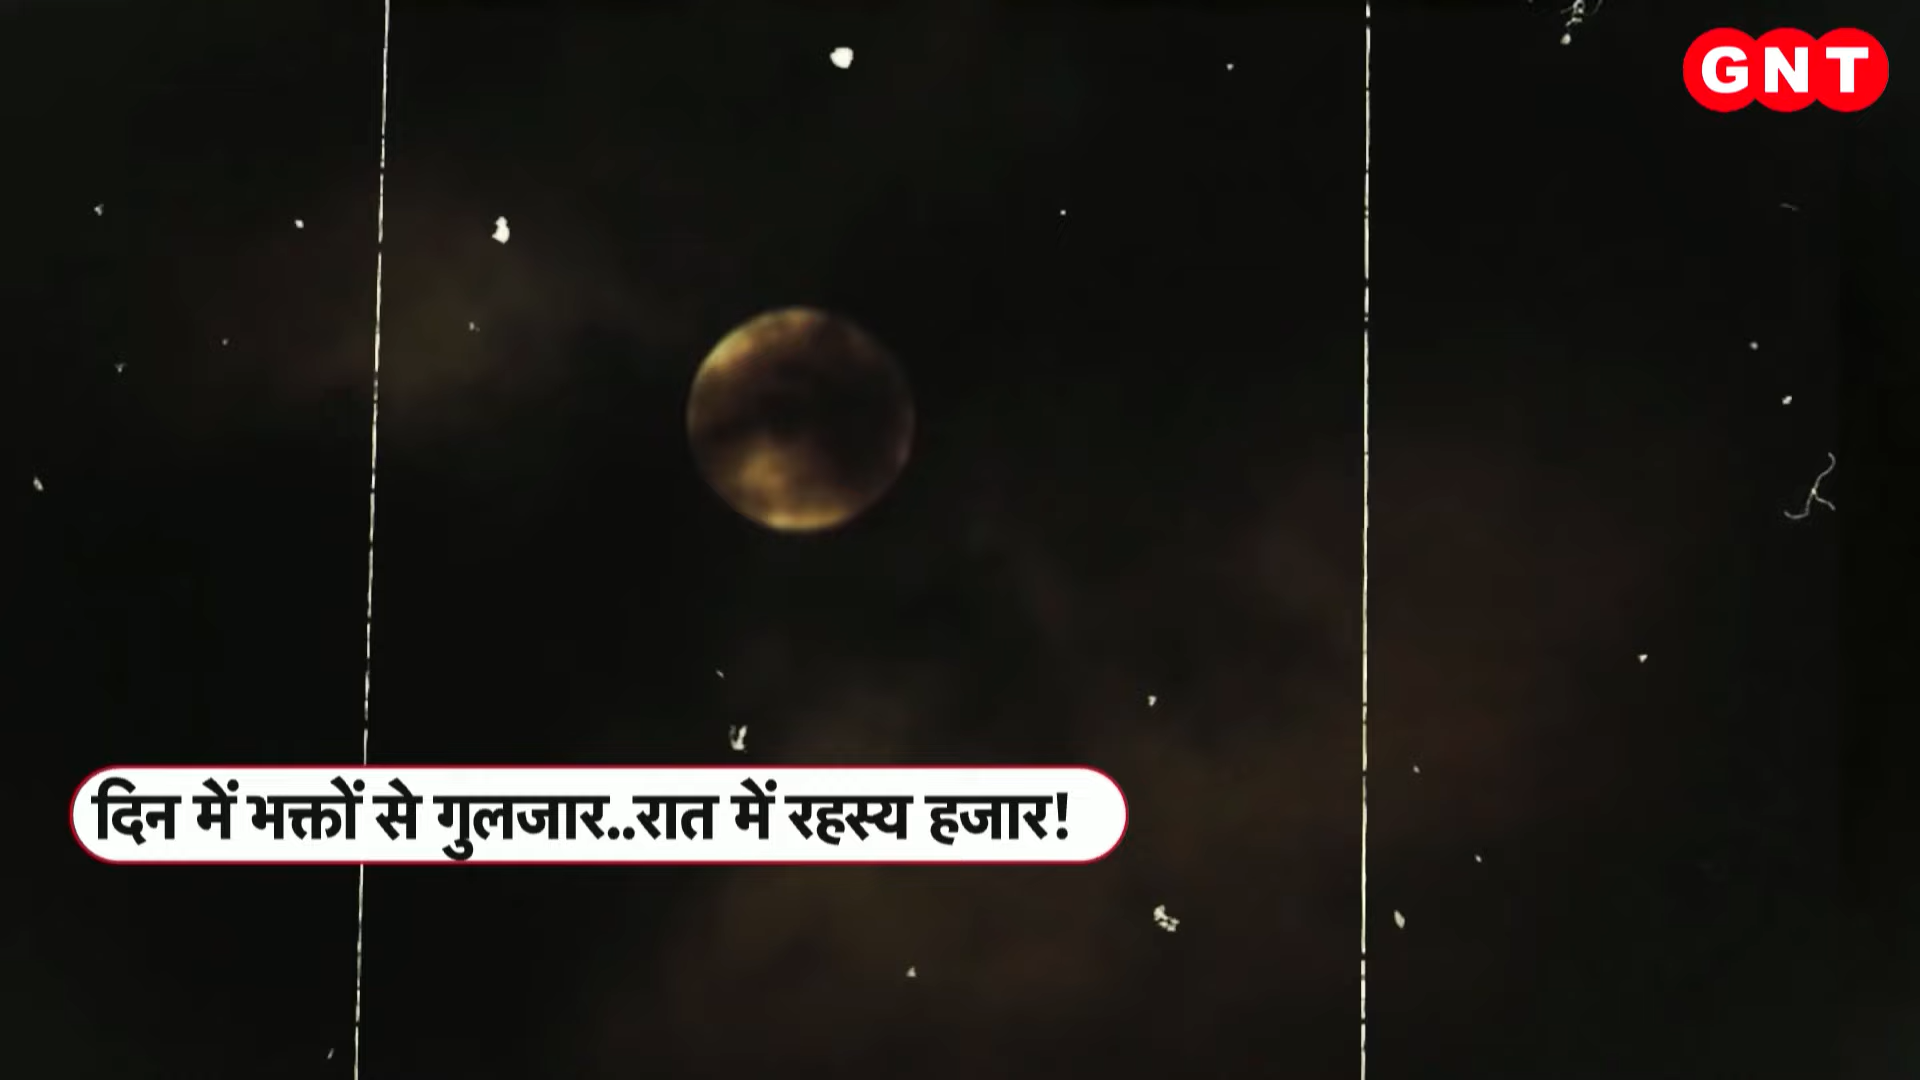 GNT
दिन में भक्तों से गुलजार..रात में रहस्य हजार!